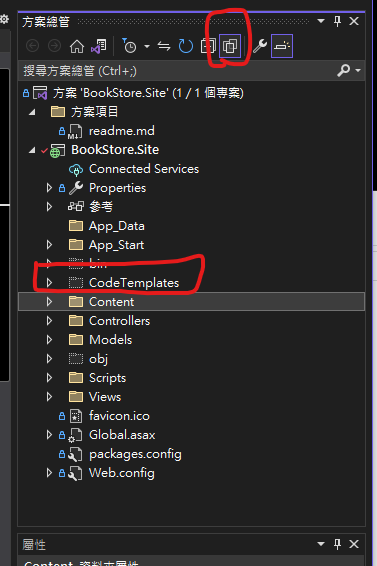 方案總管
搜尋方案總管 (Ctrl+;)
方案 'BookStore.Site' (1 / 1 個專案)
方案項目
readme.md
BookStore.Site
Connected Services
Properties
參考
App_Data
App_Start
bin
CodeTemplates
Content
Controllers
Models
obj
Scripts
Views
favicon.ico
Global.asax
packages.config
Web.config
屬性
Content 資料夾屬性